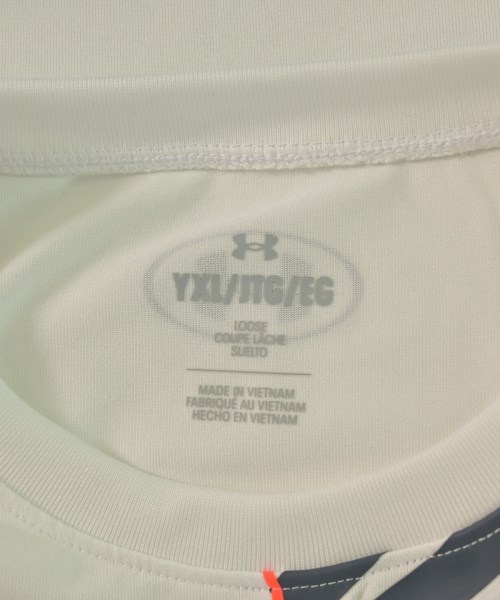 YXL/JTG/EG
LOOSE
COUPE LÂCHE
SUELTO
MADE IN VIETNAM
FABRIQUÉ AU VIETNAM
HECHO EN VIETNAM